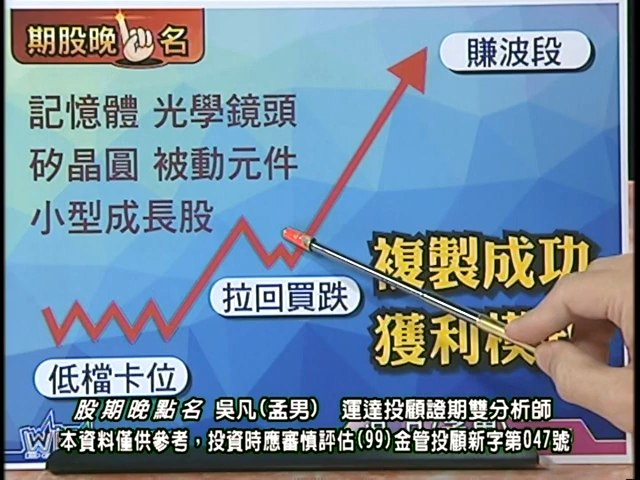 期股晚 名
賺波段
記憶體 光學鏡頭
矽晶圓 被動元件
小型成長股
拉回買跌
複製成功
獲利模
低檔卡位
股期晚點名 吳凡(孟男) 運達投顧證期雙分析師
本資料僅供參考，投資時應審慎評估(99)金管投顧新字第047號